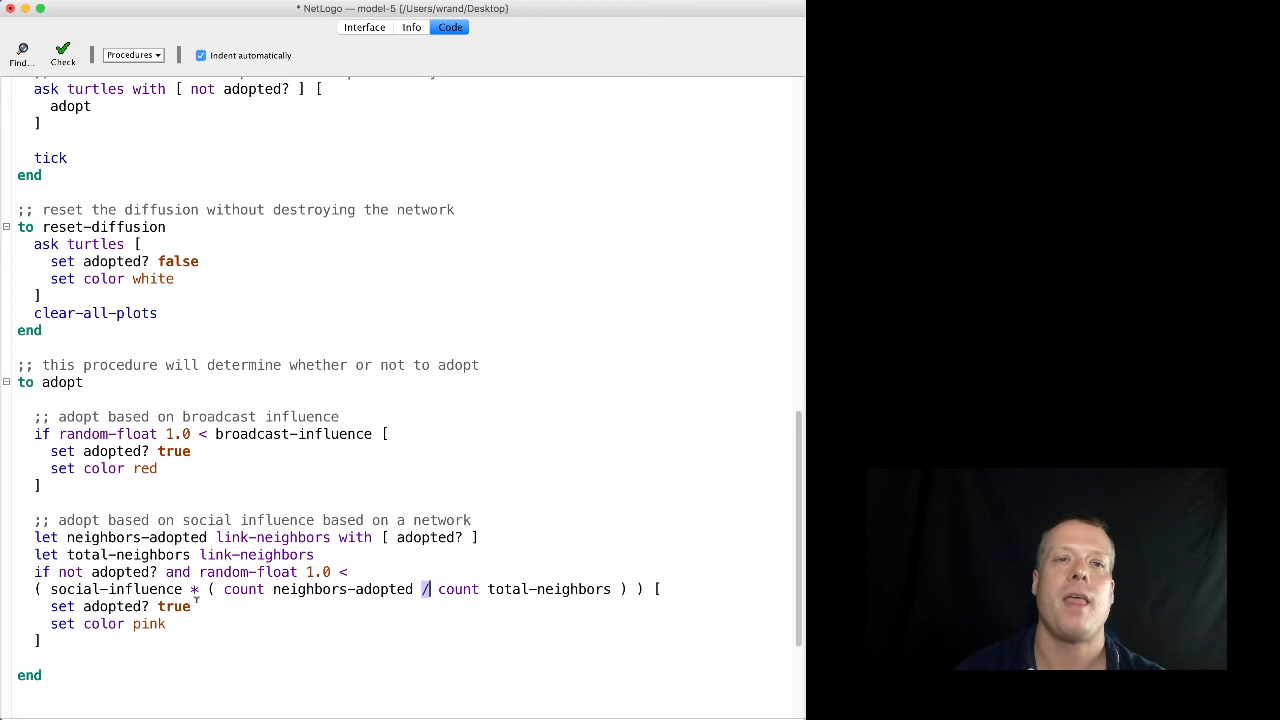 * NetLogo — model-5 {/Users/wrand/Desktop}
Interface Info Code
Find... Check Procedures Indent automatically
ask turtles with [ not adopted? ] [
adopt
]
tick
end
;; reset the diffusion without destroying the network
to reset-diffusion
ask turtles [
set adopted? false
set color white
]
clear-all-plots
end
;; this procedure will determine whether or not to adopt
to adopt
;; adopt based on broadcast influence
if random-float 1.0 < broadcast-influence [
set adopted? true
set color red
]
;; adopt based on social influence based on a network
let neighbors-adopted link-neighbors with [ adopted? ]
let total-neighbors link-neighbors
if not adopted? and random-float 1.0 <
( social-influence * ( count neighbors-adopted / count total-neighbors ) ) [
set adopted? true
set color pink
]
end